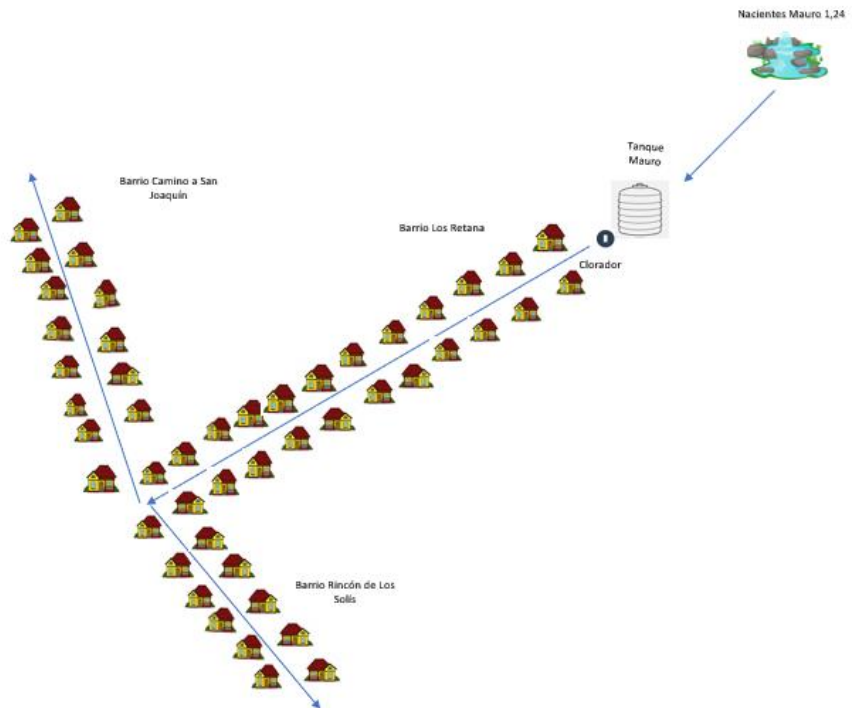 Nacientes Mauro 1,24
Tanque
Mauro
Barrio Camino a San
Joaquín
Barrio Los Retana
Clorador
Barrio Rincón de Los
Solís